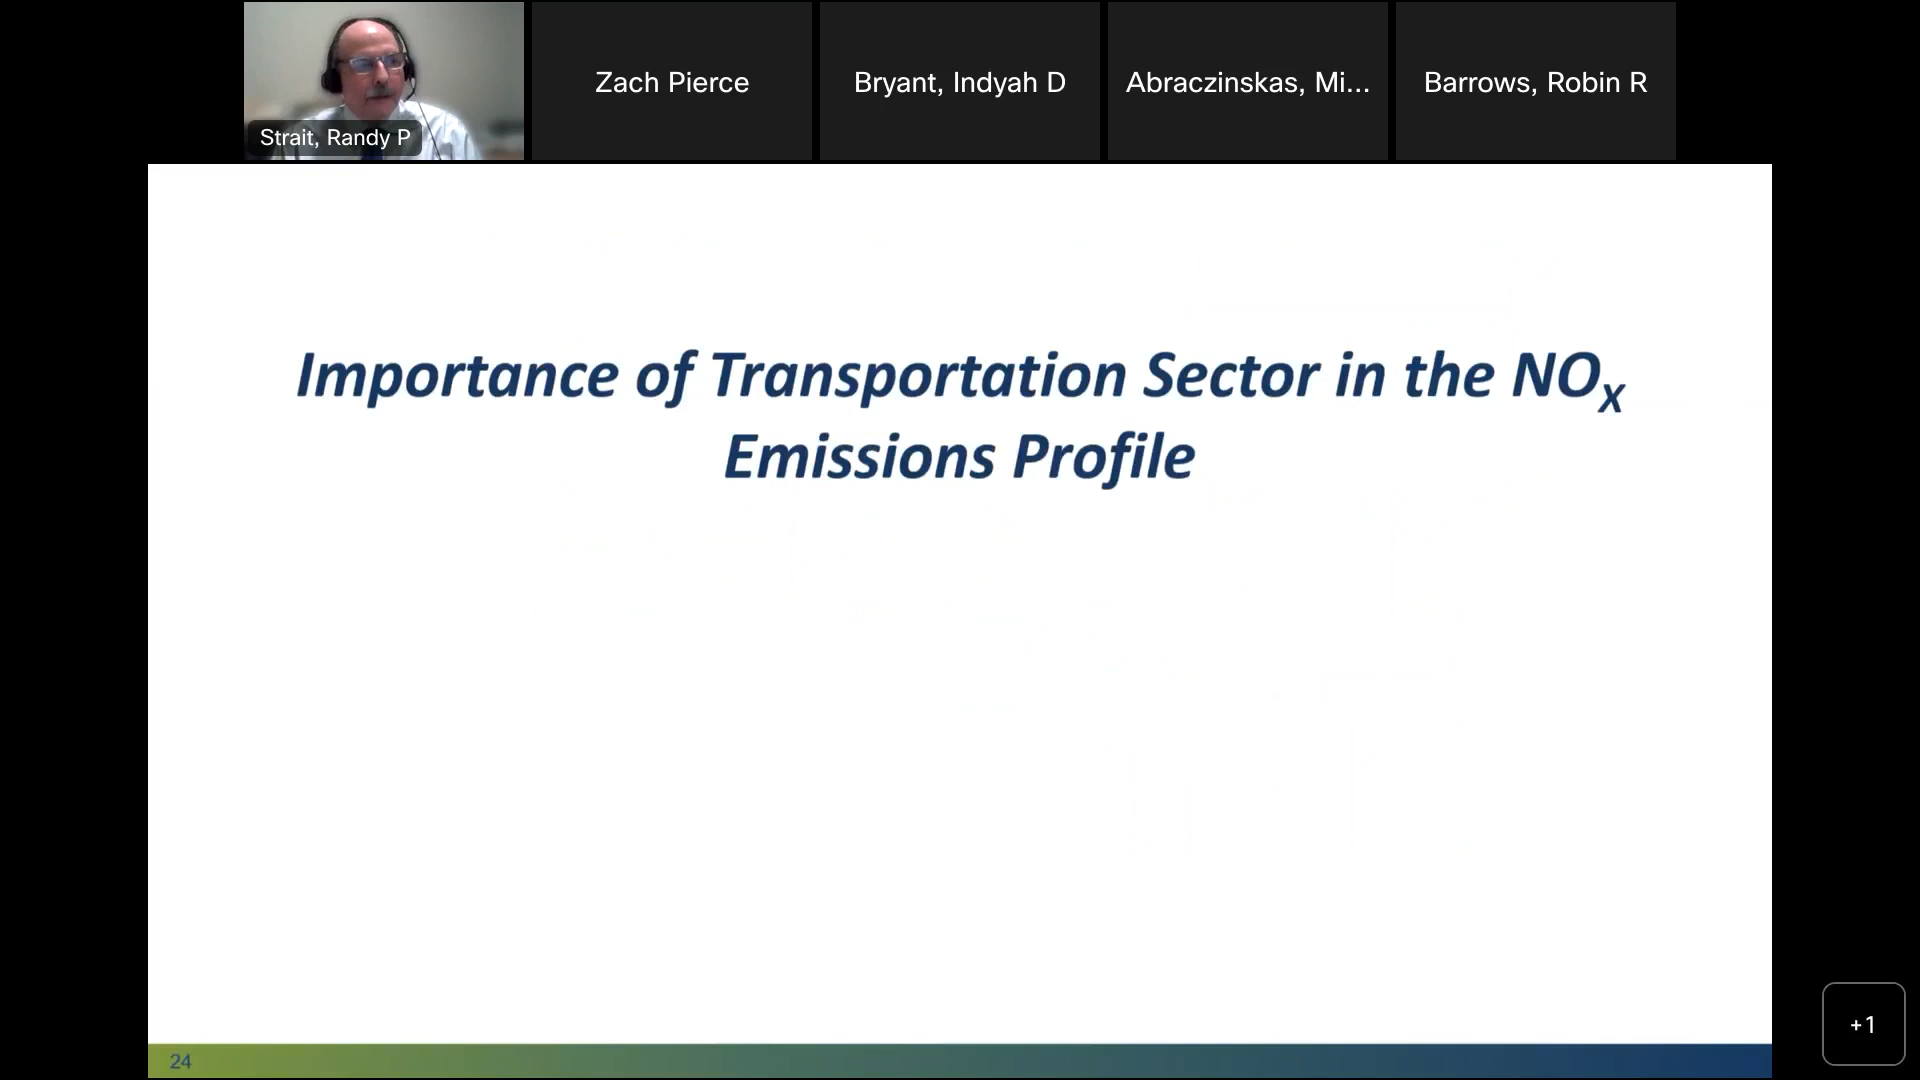 Zach Pierce
Bryant, Indyah D
Abraczinskas, Mi...
Barrows, Robin R
Strait, Randy P
Importance of Transportation Sector in the NOX
Emissions Profile
+1
24